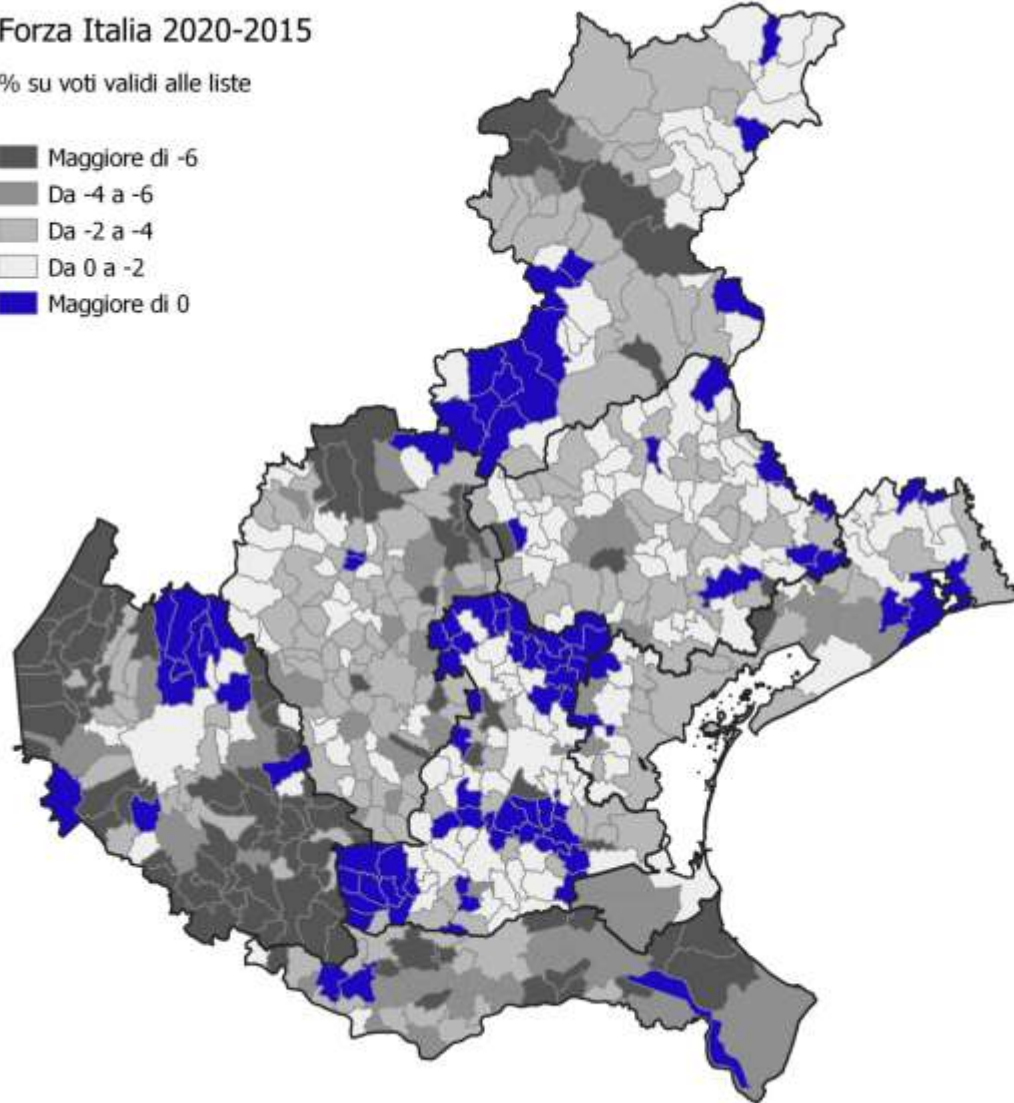 Forza Italia 2020-2015
% su voti validi alle liste
Maggiore di -6
Da -4 a -6
Da -2 a -4
Da 0 a -2
Maggiore di 0